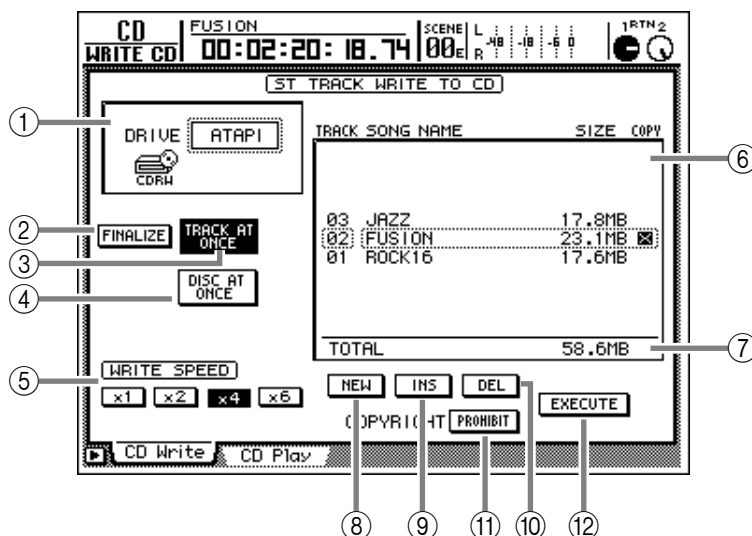 CD FUSION SCENE L 1RTN2
WRITE CD 00:02:20:18.74 00E R -48 -18 -6 0
ST TRACK WRITE TO CD
① DRIVE ATAPI TRACK SONG NAME SIZE COPY
CDRW ⑥
② FINALIZE TRACK AT ONCE 03 JAZZ 17.8MB
③ 02 FUSION 23.1MB
④ DISC AT ONCE 01 ROCK16 17.6MB
TOTAL 58.6MB ⑦
⑤ WRITE SPEED
x1 x2 x4 x6 NEW INS DEL
COPYRIGHT PROHIBIT EXECUTE
CD Write CD Play
⑧ ⑨ ⑪ ⑩ ⑫